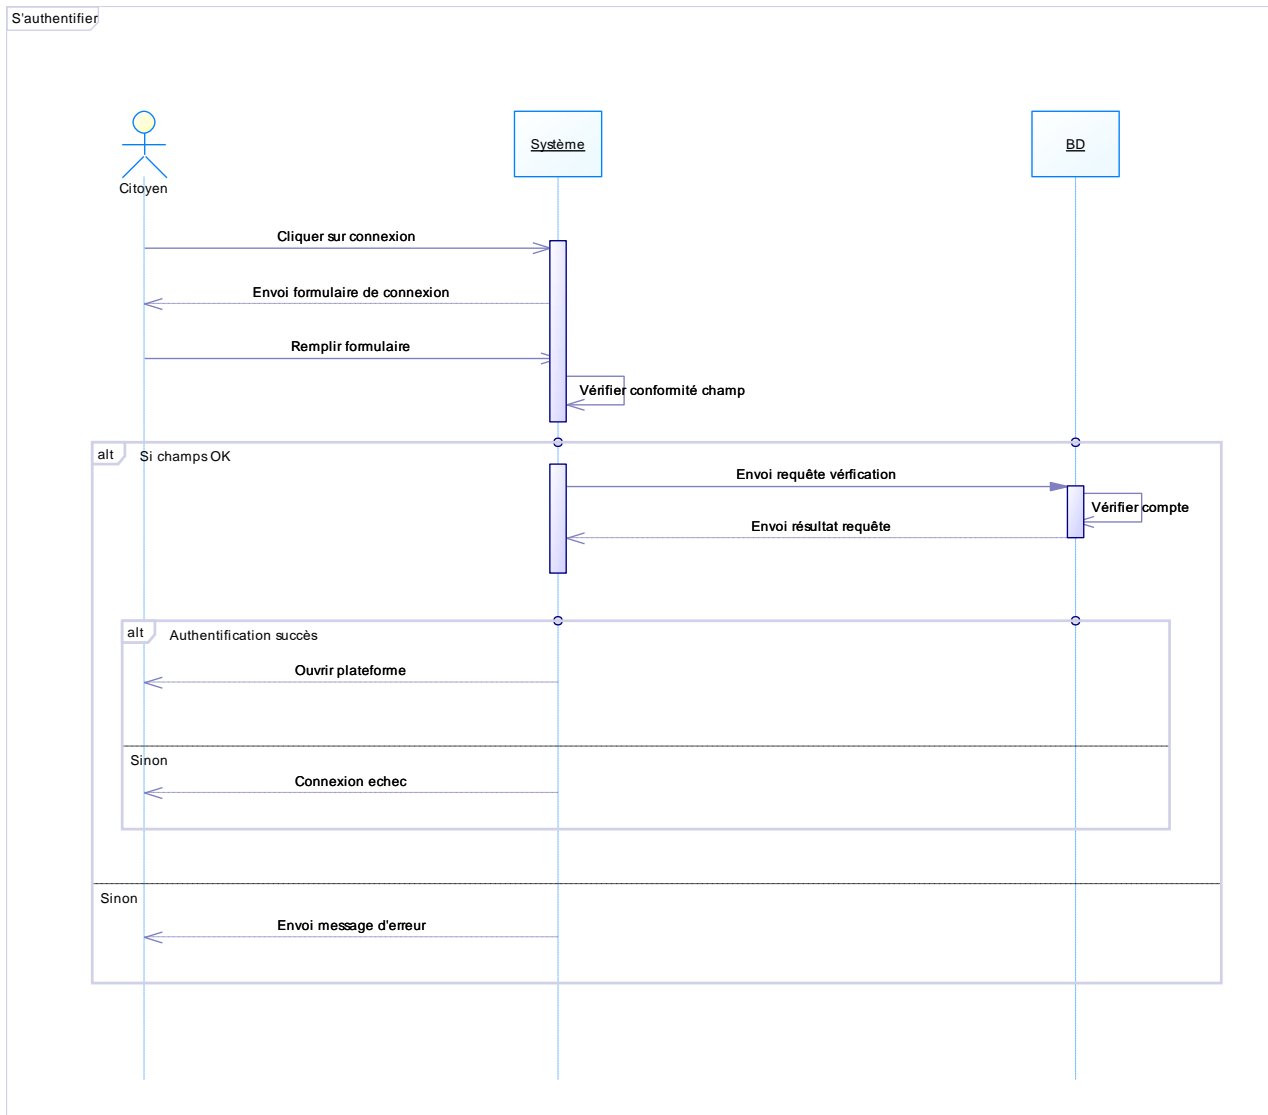 S'authentifier
Citoyen
Système
BD
Cliquer sur connexion
Envoi formulaire de connexion
Remplir formulaire
Vérifier conformité champ
alt
Si champs OK
Envoi requête vérfication
Vérifier compte
Envoi résultat requête
alt
Authentification succès
Ouvrir plateforme
Sinon
Connexion echec
Sinon
Envoi message d'erreur